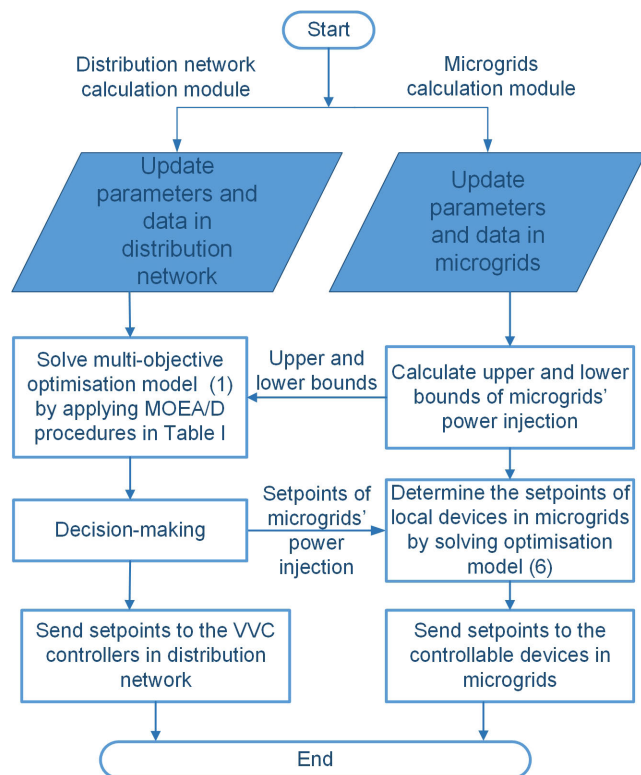 Start
Distribution network
calculation module
Microgrids
calculation module
Update
parameters and
data in
distribution
network
Update
parameters
and data in
microgrids
Solve multi-objective
optimisation model (1)
by applying MOEA/D
procedures in Table I
Upper and
lower bounds
Calculate upper and lower
bounds of microgrids’
power injection
Decision-making
Setpoints of
microgrids’
power
injection
Determine the setpoints of
local devices in microgrids
by solving optimisation
model (6)
Send setpoints to the VVC
controllers in distribution
network
Send setpoints to the
controllable devices in
microgrids
End